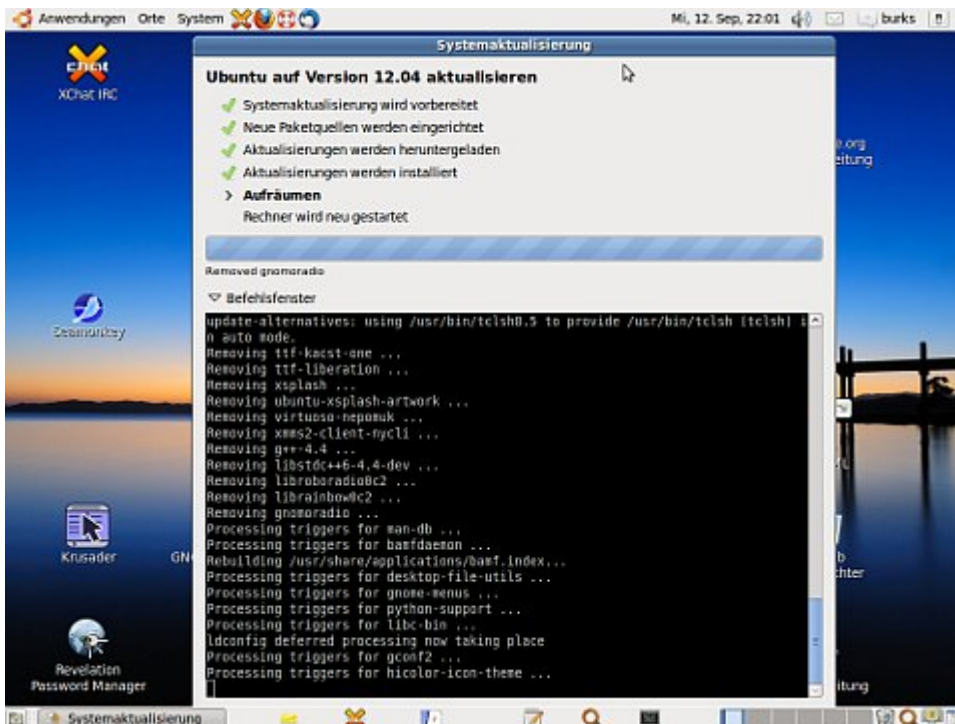 Anwendungen Orte System
Mi, 12. Sep, 22:01
burks
Systemaktualisierung
XChat IRC
Ubuntu auf Version 12.04 aktualisieren
Systemaktualisierung wird vorbereitet
Neue Paketquellen werden eingerichtet
Aktualisierungen werden heruntergeladen
Aktualisierungen werden installiert
Aufräumen
Rechner wird neu gestartet
e.org
eitung
Removed gnomoradio
Befehlsfenster
Seamonkey
update-alternatives: using /usr/bin/tclsh8.5 to provide /usr/bin/tclsh (tclsh) i
n auto mode.
Removing ttf-kacst-one ...
Removing ttf-liberation ...
Removing xsplash ...
Removing ubuntu-xsplash-artwork ...
Removing virtuoso-nepomuk ...
Removing xmms2-client-nycli ...
Removing g++-4.4 ...
Removing libstdc++6-4.4-dev ...
Removing libroboradio0c2 ...
Removing librainbow0c2 ...
Removing gnomoradio ...
Processing triggers for man-db ...
Processing triggers for bamfdaemon ...
Rebuilding /usr/share/applications/bamf.index...
Processing triggers for desktop-file-utils ...
Processing triggers for gnome-menus ...
Processing triggers for python-support ...
Processing triggers for libc-bin ...
ldconfig deferred processing now taking place
Processing triggers for gconf2 ...
Processing triggers for hicolor-icon-theme ...
Krusader
GN
b
chter
Revelation
Password Manager
itung
Systemaktualisierung